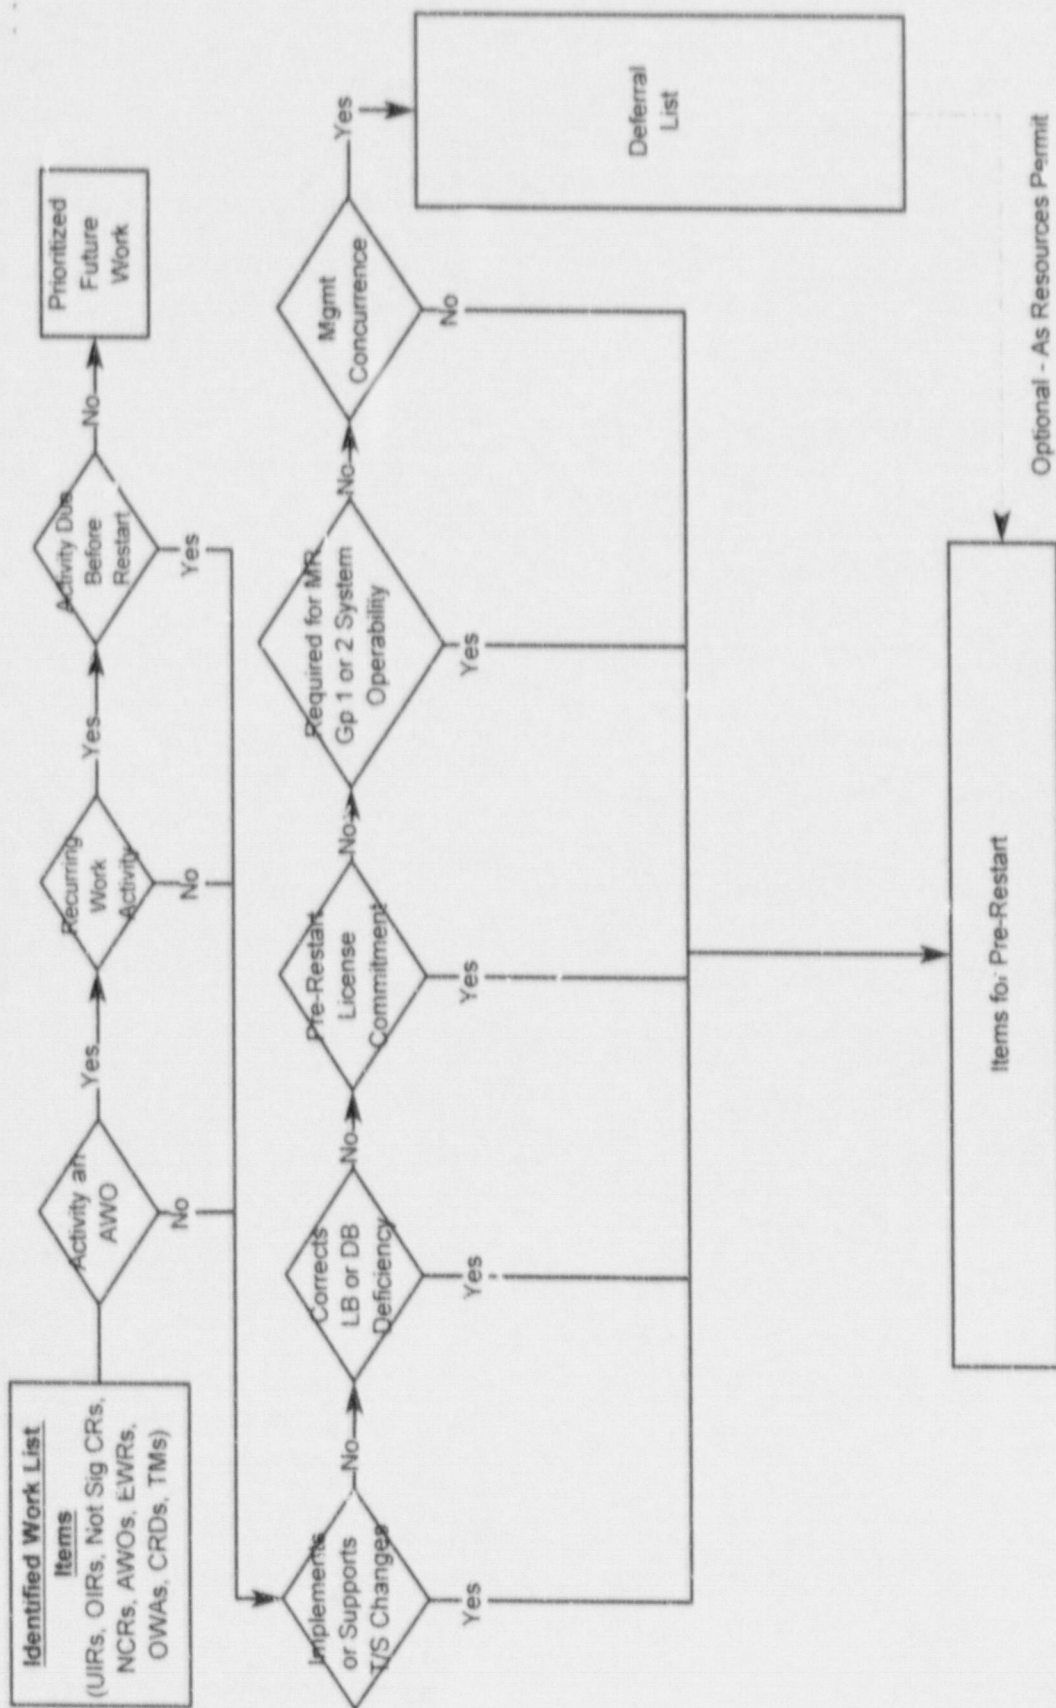 Identified Work List
Items
(UIRs, OIRs, Not Sig CRs,
NCRs, AWOs, EWRs,
OWAs, CRDs, TMs)
Activity an
AWO
Yes
No
Recurring
Work
Activity
Yes
No
Activity Due
Before
Restart
No
Yes
Prioritized
Future
Work
Implements
or Supports
T/S Changes
No
Yes
Corrects
LB or DB
Deficiency
No
Yes
Pre-Restart
License
Commitment
No
Yes
Required for MR
Gp 1 or 2 System
Operability
No
Yes
Mgmt
Concurrence
Yes
No
Deferral
List
Items for Pre-Restart
Optional - As Resources Permit